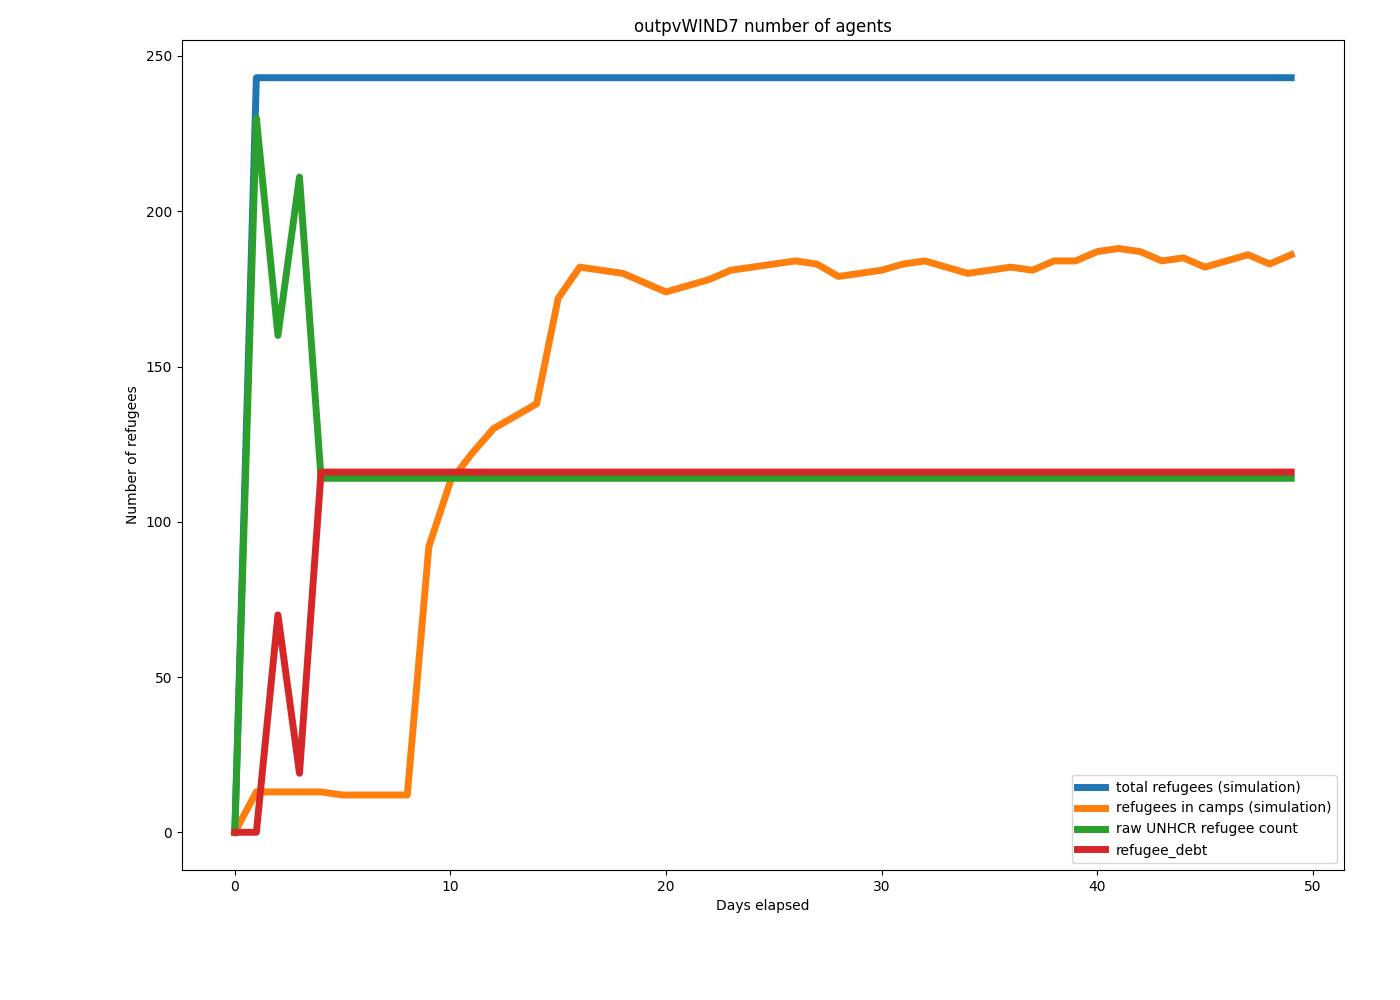 outpvWIND7 number of agents
250
200
150
100
50
0
Number of refugees
0 10 20 30 40 50
Days elapsed
total refugees (simulation)
refugees in camps (simulation)
raw UNHCR refugee count
refugee_debt